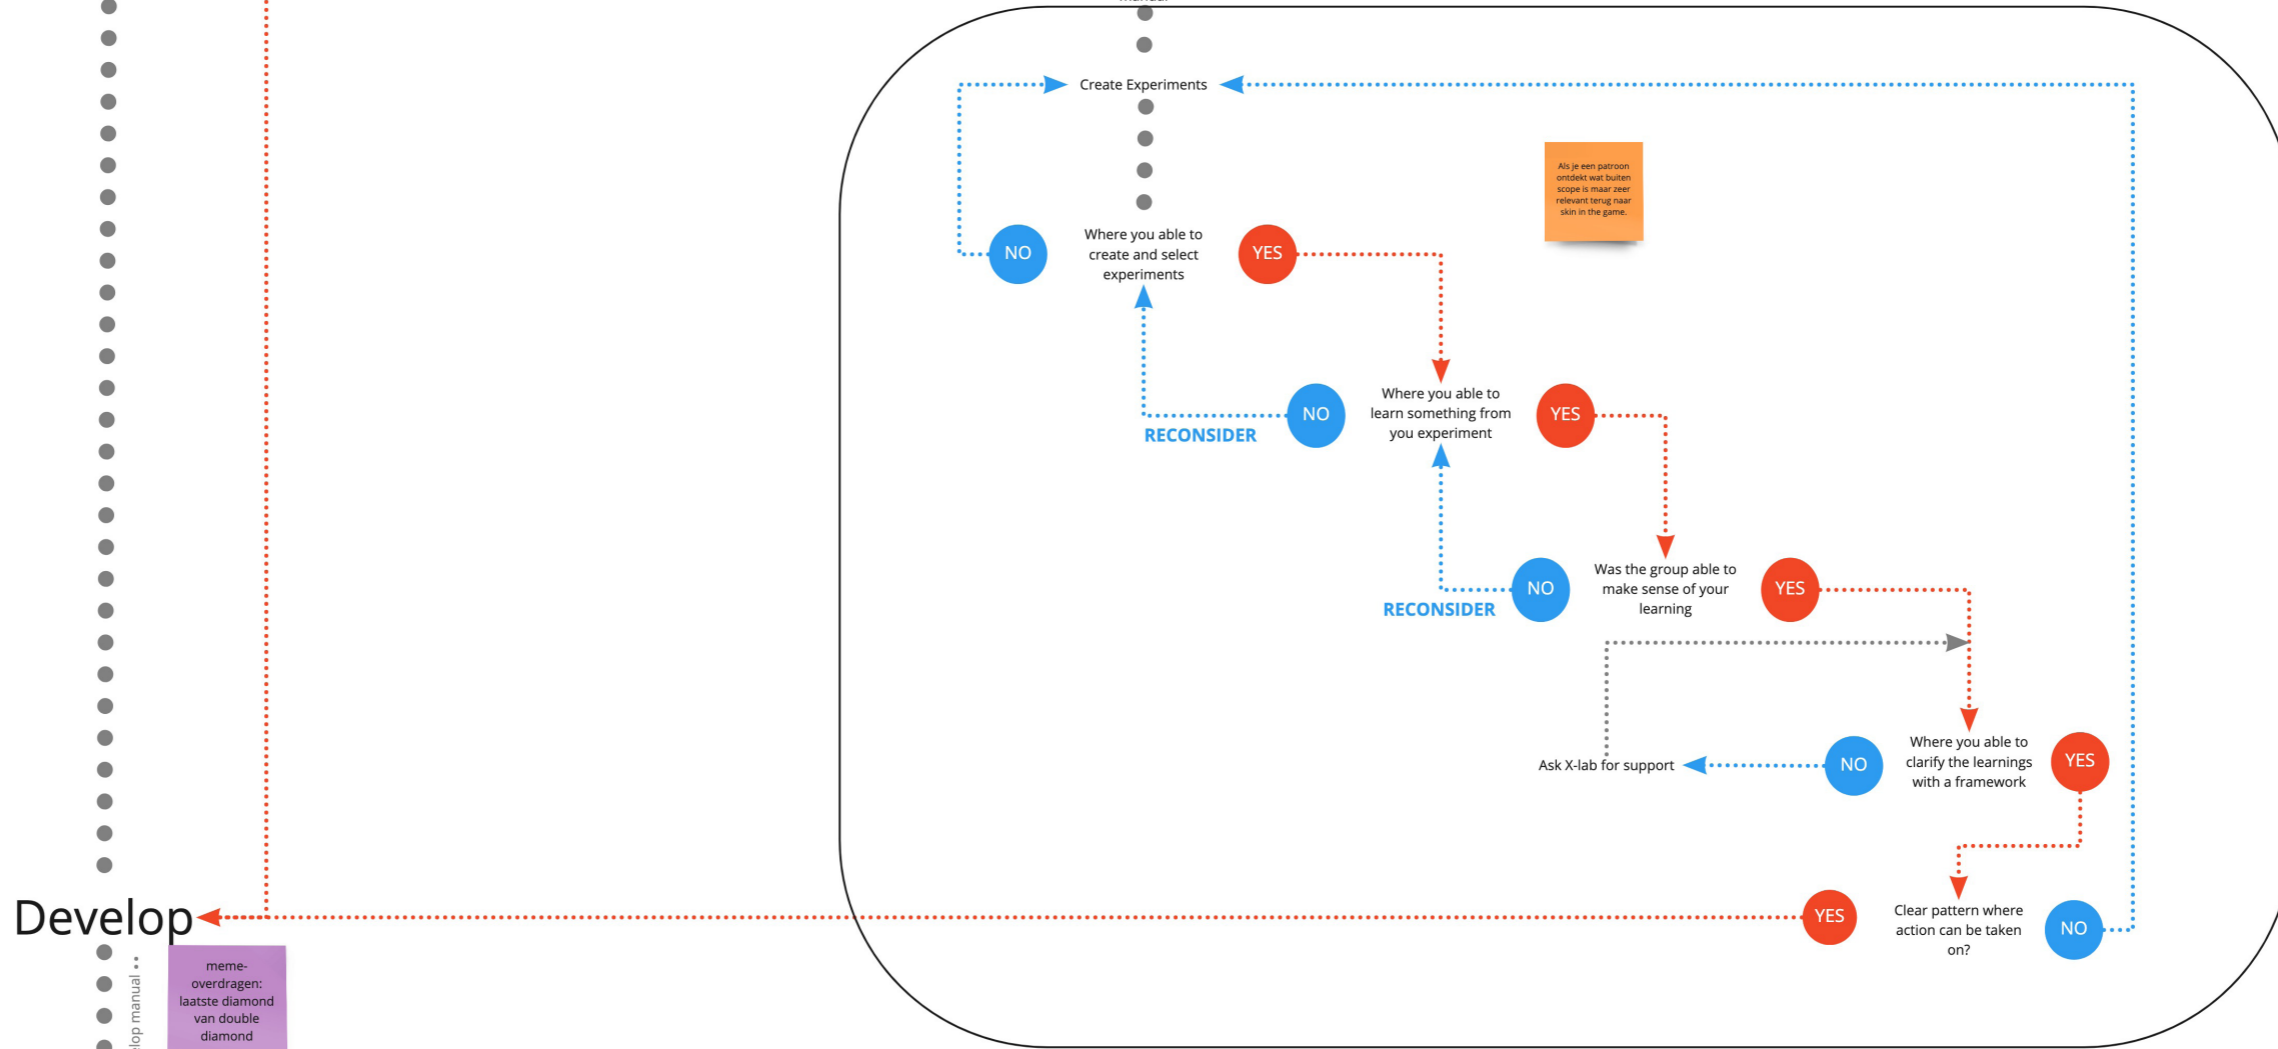 Create Experiments
Als je een patroon
ontdekt wat buiten
scope is maar zeer
relevant terug naar
skin in the game.
NO
Where you able to
create and select
experiments
YES
NO
Where you able to
learn something from
you experiment
YES
RECONSIDER
NO
Was the group able to
make sense of your
learning
YES
RECONSIDER
Ask X-lab for support
NO
Where you able to
clarify the learnings
with a framework
YES
Develop
YES
Clear pattern where
action can be taken
on?
NO
manual
meme-
overdragen:
laatste diamond
van double
diamond